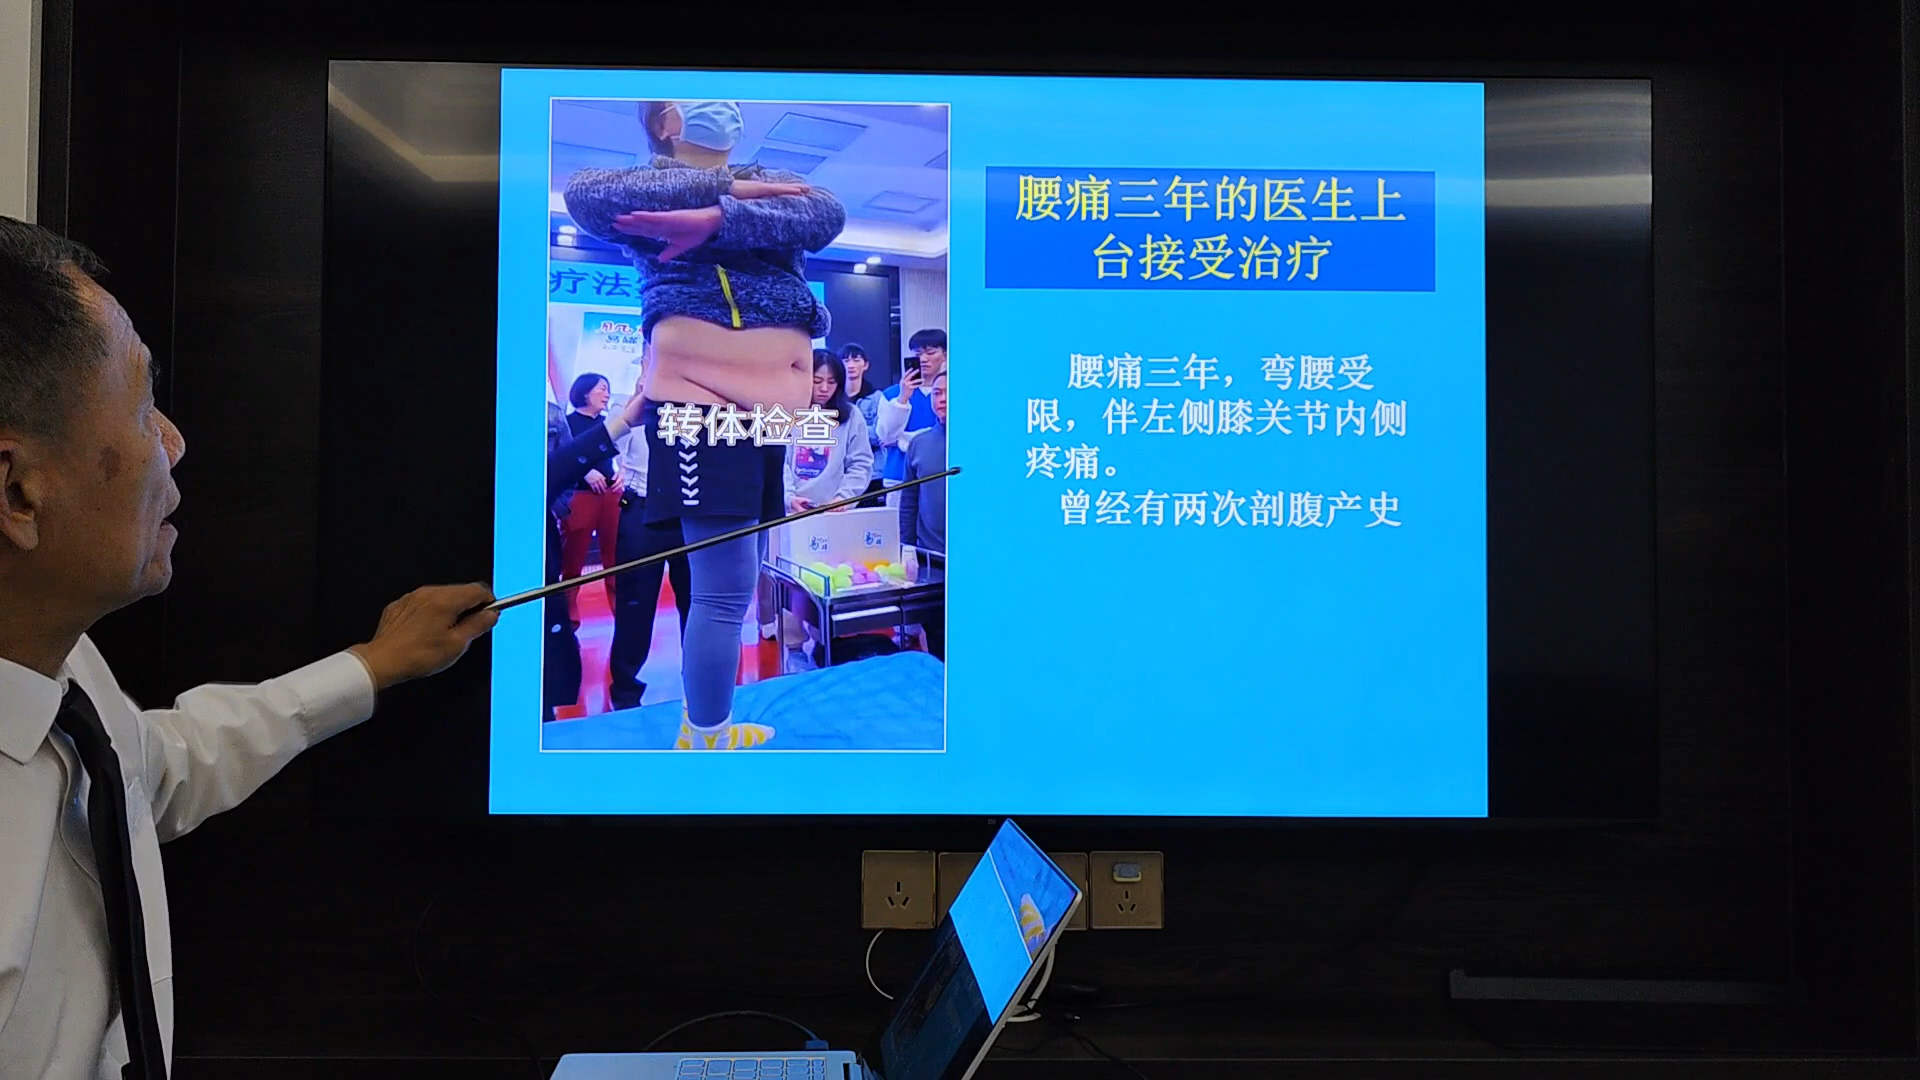 腰痛三年的医生上
台接受治疗
腰痛三年，弯腰受
限，伴左侧膝关节内侧
疼痛。
曾经有两次剖腹产史
疗法
转体检查
易罐